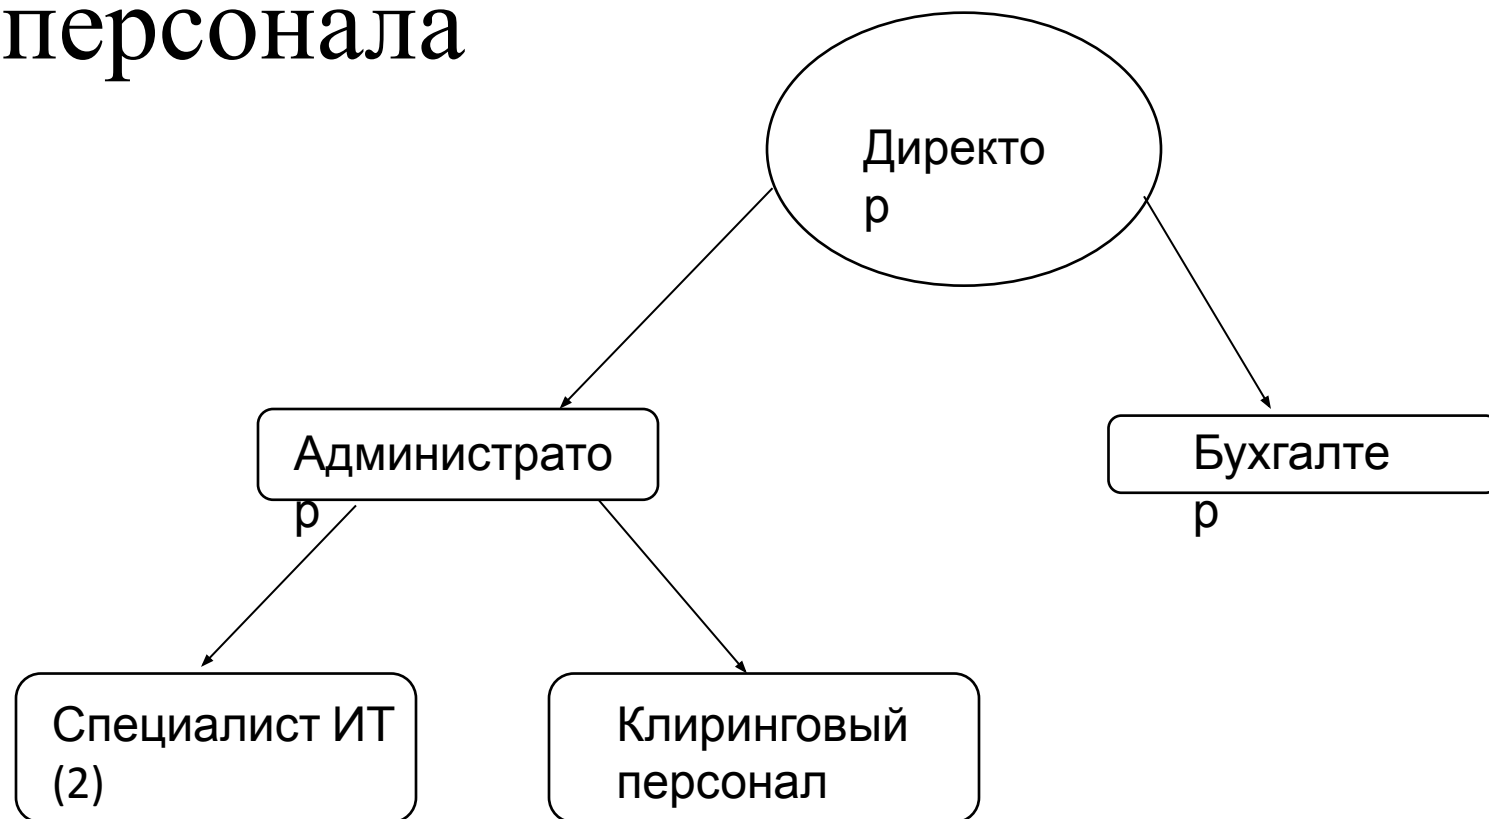 персонала
Директо
р
Администрато
р
Бухгалте
р
Специалист ИТ
(2)
Клиринговый
персонал